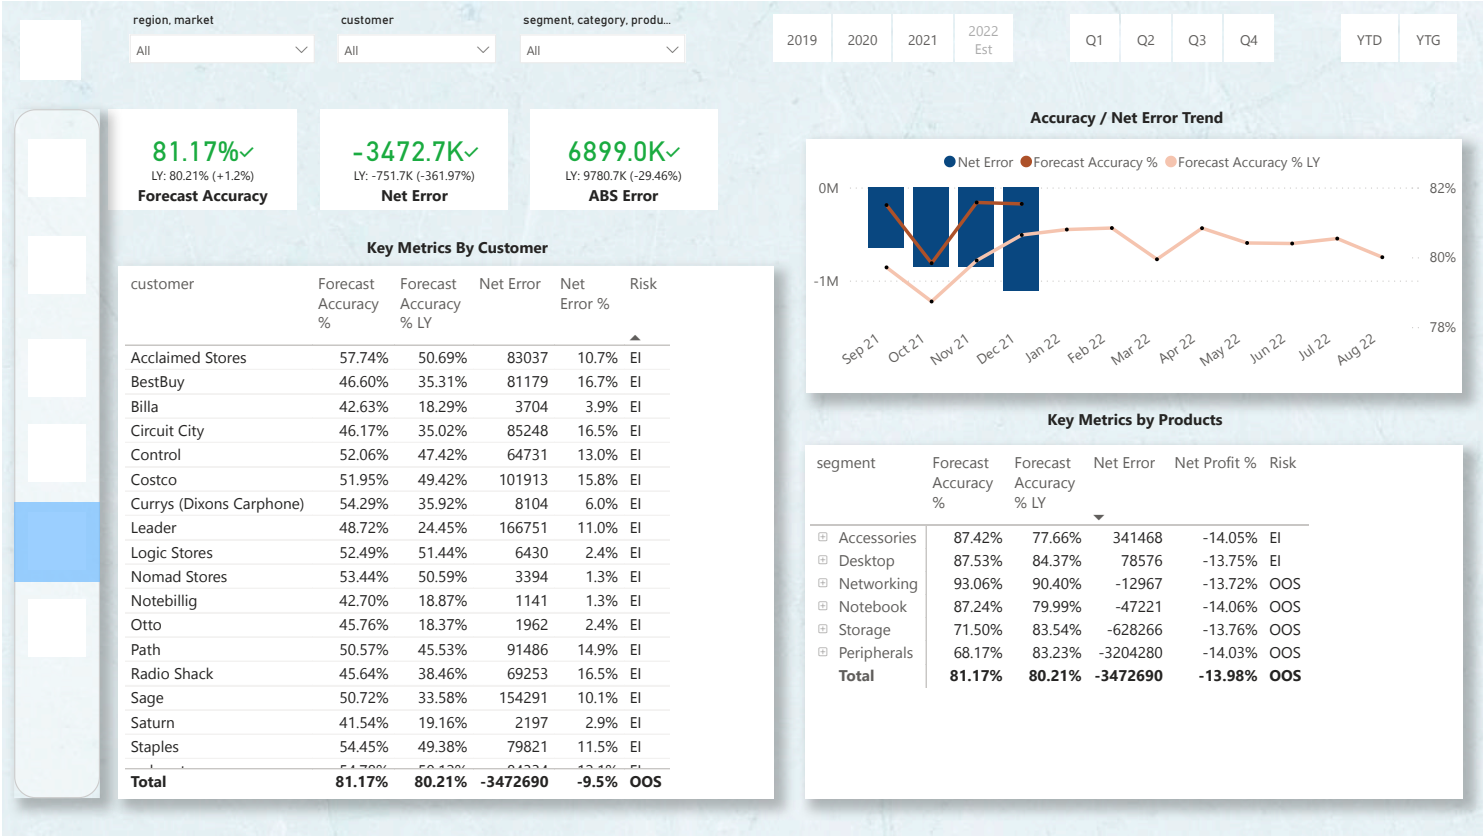 region, market
customer
segment, category, produ...
All
All
All
2019
2020
2021
2022
Est
Q1
Q2
Q3
Q4
YTD
YTG
81.17%
LY: 80.21% (+1.2%)
Forecast Accuracy
-3472.7K
LY: -751.7K (-361.97%)
Net Error
6899.0K
LY: 9780.7K (-29.46%)
ABS Error
Key Metrics By Customer
customer Forecast Accuracy % Forecast Accuracy % LY Net Error Net Error % Risk
Acclaimed Stores 57.74% 50.69% 83037 10.7% EI
BestBuy 46.60% 35.31% 81179 16.7% EI
Billa 42.63% 18.29% 3704 3.9% EI
Circuit City 46.17% 35.02% 85248 16.5% EI
Control 52.06% 47.42% 64731 13.0% EI
Costco 51.95% 49.42% 101913 15.8% EI
Currys (Dixons Carphone) 54.29% 35.92% 8104 6.0% EI
Leader 48.72% 24.45% 166751 11.0% EI
Logic Stores 52.49% 51.44% 6430 2.4% EI
Nomad Stores 53.44% 50.59% 3394 1.3% EI
Notebillig 42.70% 18.87% 1141 1.3% EI
Otto 45.76% 18.37% 1962 2.4% EI
Path 50.57% 45.53% 91486 14.9% EI
Radio Shack 45.64% 38.46% 69253 16.5% EI
Sage 50.72% 33.58% 154291 10.1% EI
Saturn 41.54% 19.16% 2197 2.9% EI
Staples 54.45% 49.38% 79821 11.5% EI
Total 81.17% 80.21% -3472690 -9.5% OOS
Accuracy / Net Error Trend
Net Error Forecast Accuracy % Forecast Accuracy % LY
0M
-1M
82%
80%
78%
Sep 21
Oct 21
Nov 21
Dec 21
Jan 22
Feb 22
Mar 22
Apr 22
May 22
Jun 22
Jul 22
Aug 22
Key Metrics by Products
segment Forecast Accuracy % Forecast Accuracy % LY Net Error Net Profit % Risk
Accessories 87.42% 77.66% 341468 -14.05% EI
Desktop 87.53% 84.37% 78576 -13.75% EI
Networking 93.06% 90.40% -12967 -13.72% OOS
Notebook 87.24% 79.99% -47221 -14.06% OOS
Storage 71.50% 83.54% -628266 -13.76% OOS
Peripherals 68.17% 83.23% -3204280 -14.03% OOS
Total 81.17% 80.21% -3472690 -13.98% OOS